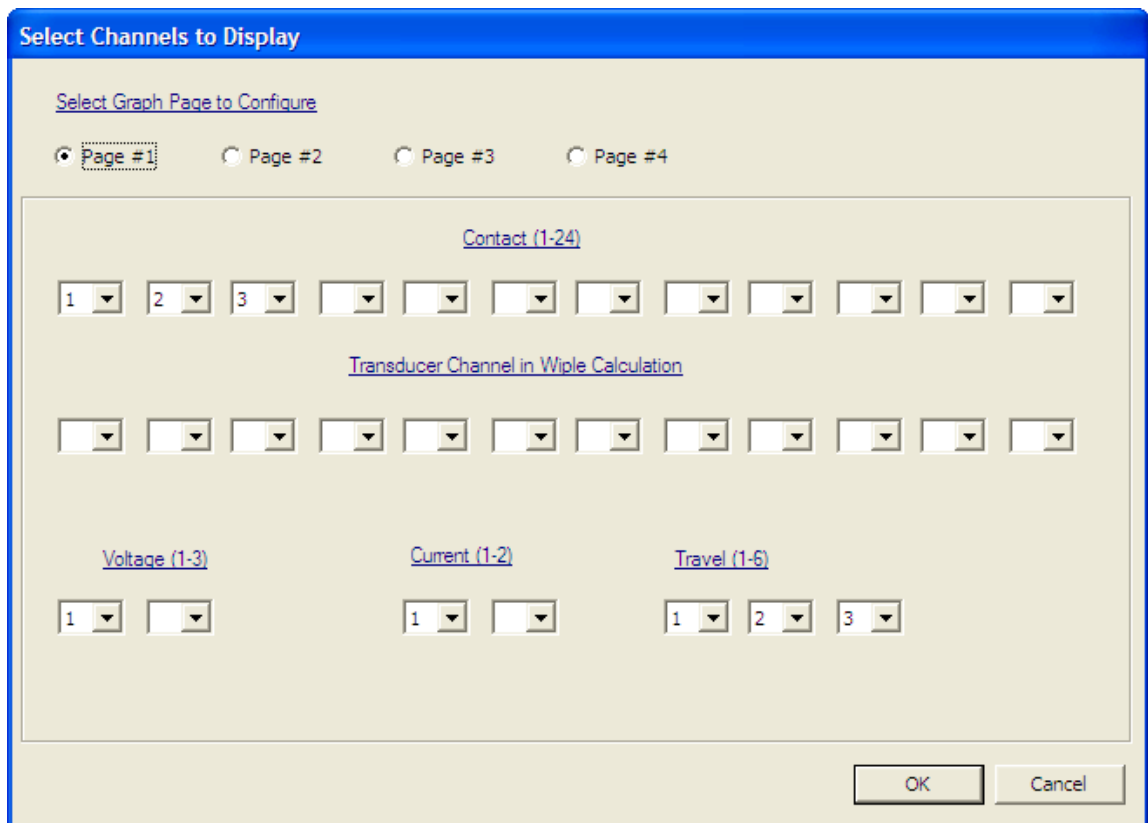 Select Channels to Display
Select Graph Page to Configure
Page #1 Page #2 Page #3 Page #4
Contact (1-24)
1 2 3
Transducer Channel in Wiple Calculation
Voltage (1-3) Current (1-2) Travel (1-6)
1 1 1 2 3
OK Cancel